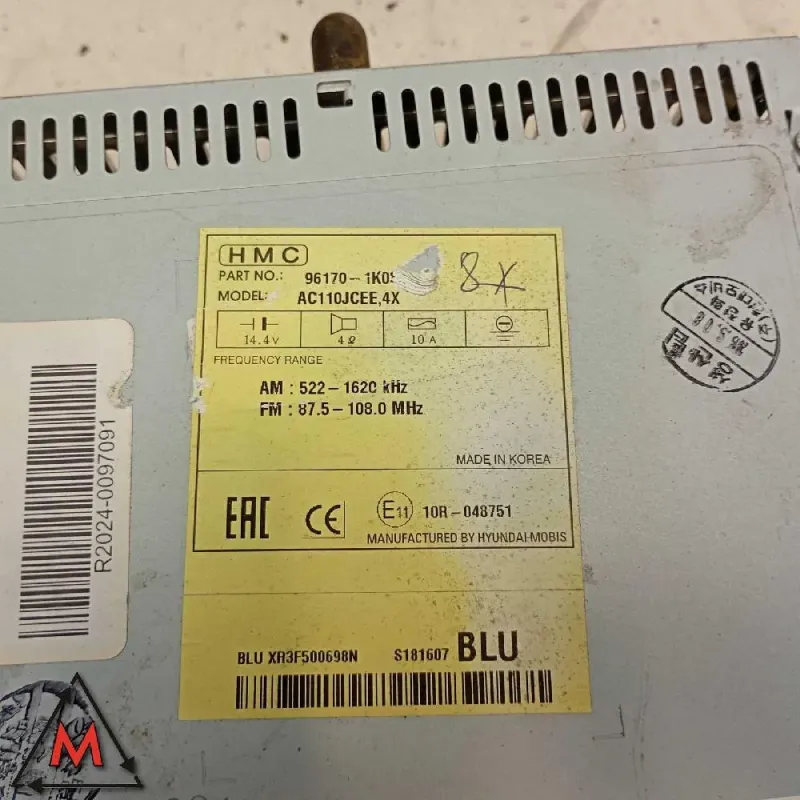 HMC
PART NO.: 96170-1K0
8X
MODEL: AC110JCEE,4X
14.4V 4Ω 10 A
FREQUENCY RANGE
AM : 522-1620 kHz
FM : 87.5-108.0 MHz
MADE IN KOREA
EAC CE E11 10R-048751
MANUFACTURED BY HYUNDAI-MOBIS
BLU XR3F500698N S181607 BLU
R2024-0097091
M